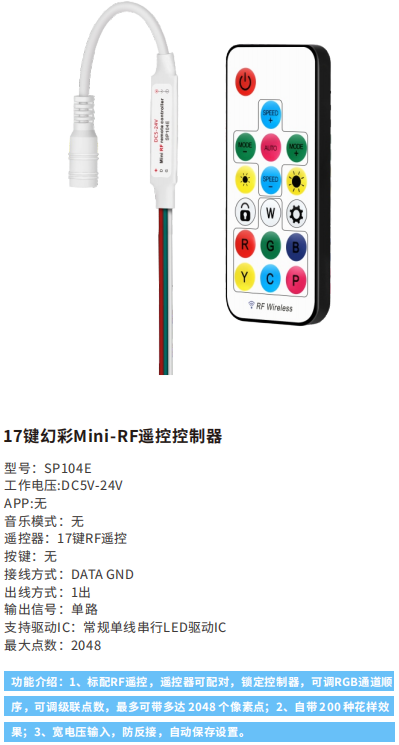 DC5-24V
Mini RF remote controller
SP104E
SPEED
+
MODE
−
AUTO
MODE
+
SPEED
−
W
R
G
B
Y
C
P
RF Wireless
17键幻彩Mini-RF遥控控制器
型号：SP104E
工作电压:DC5V-24V
APP:无
音乐模式：无
遥控器：17键RF遥控
按键：无
接线方式：DATA GND
出线方式：1出
输出信号：单路
支持驱动IC：常规单线串行LED驱动IC
最大点数：2048
功能介绍：1、标配RF遥控，遥控器可配对，锁定控制器，可调RGB通道顺
序，可调级联点数，最多可带多达 2048 个像素点；2、自带 200 种花样效
果；3、宽电压输入，防反接，自动保存设置。